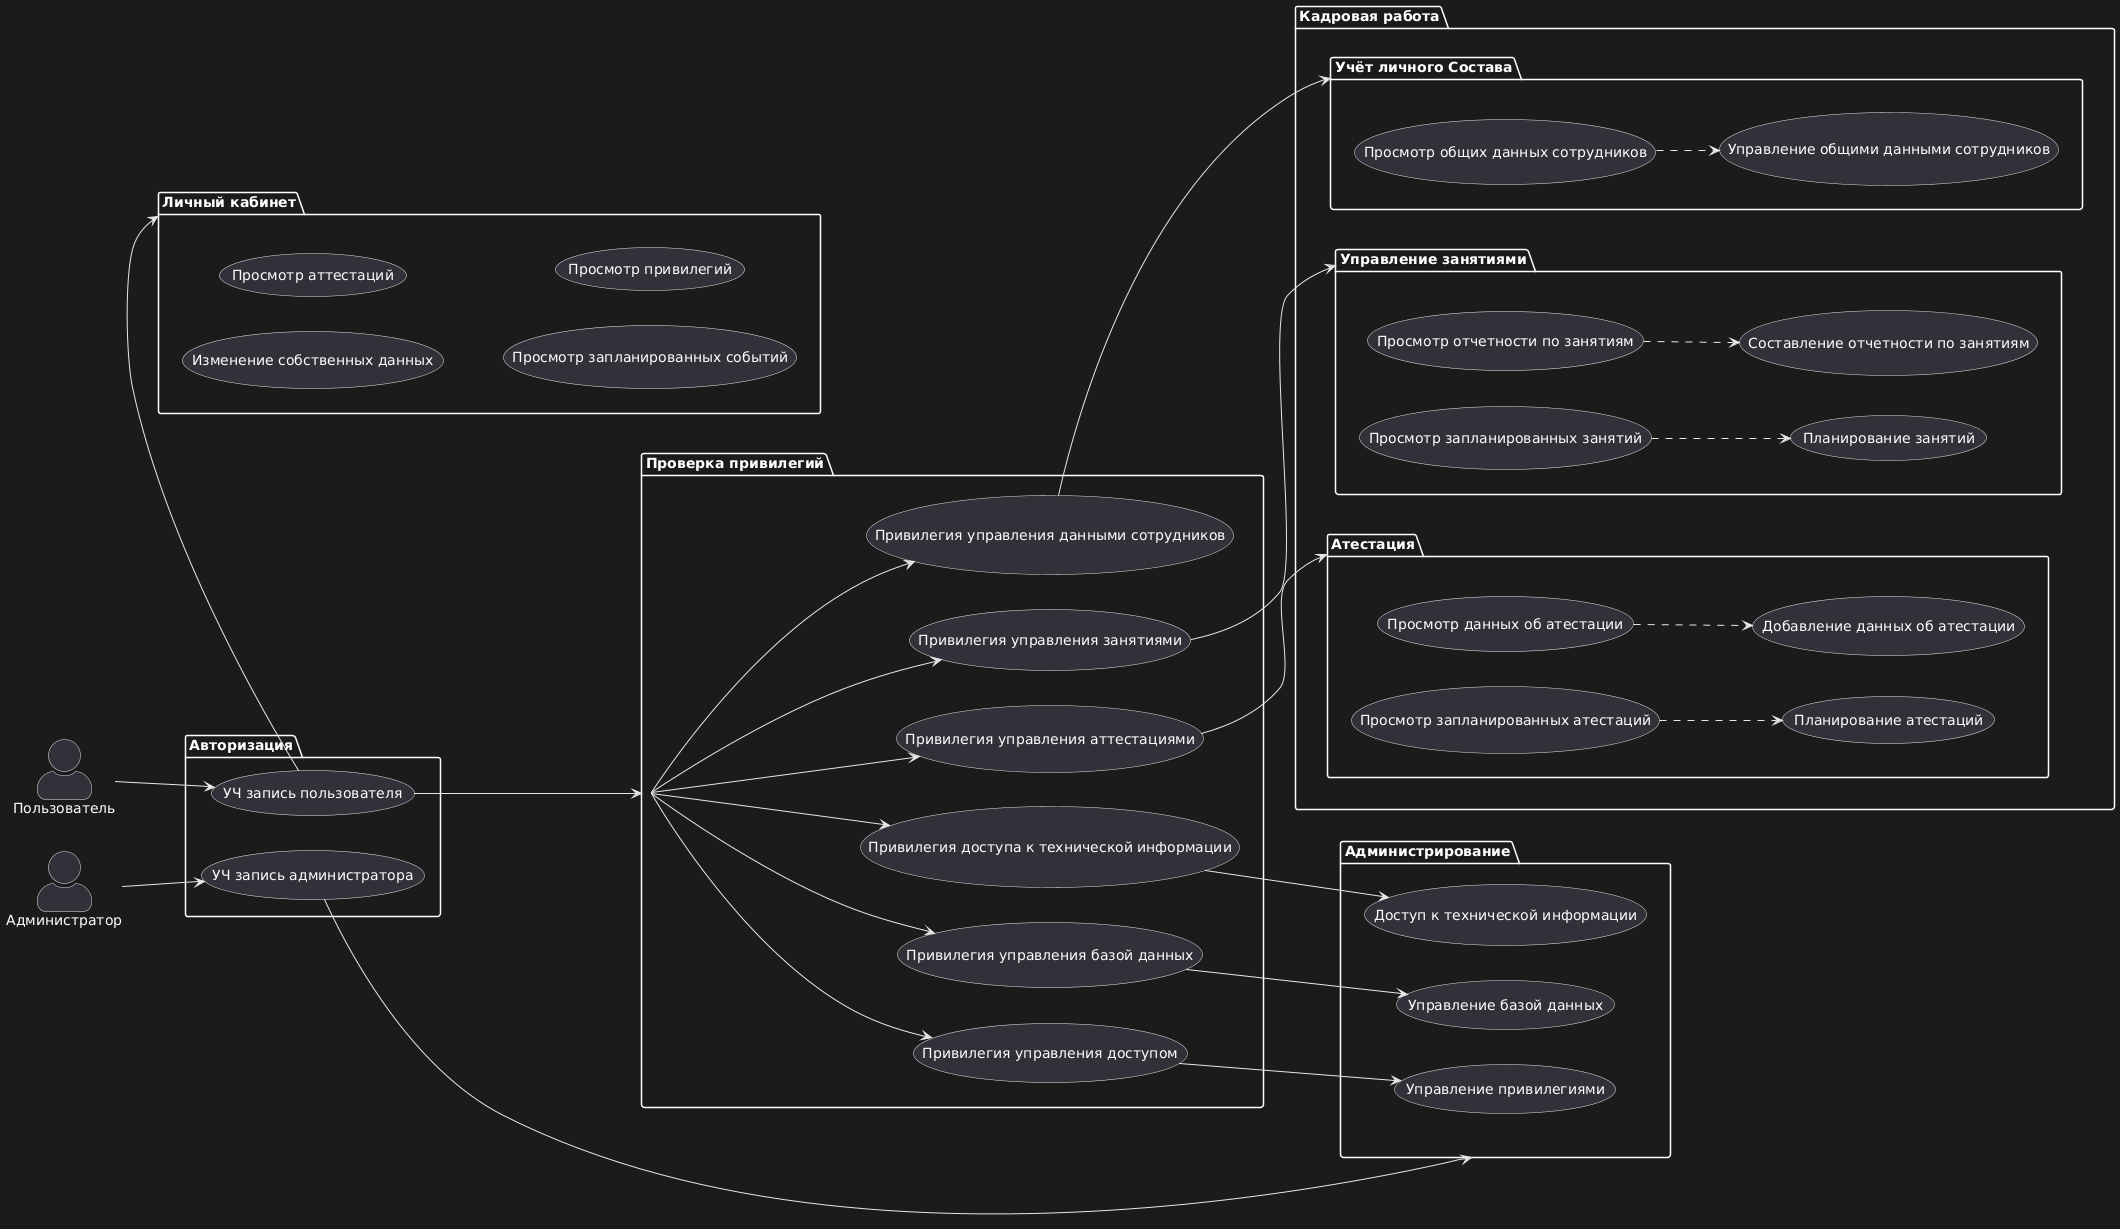 Кадровая работа
Учёт личного Состава
Просмотр общих данных сотрудников
Управление общими данными сотрудников
Личный кабинет
Просмотр аттестаций
Просмотр привилегий
Изменение собственных данных
Просмотр запланированных событий
Управление занятиями
Просмотр отчетности по занятиям
Составление отчетности по занятиям
Просмотр запланированных занятий
Планирование занятий
Проверка привилегий
Привилегия управления данными сотрудников
Привилегия управления занятиями
Привилегия управления аттестациями
Привилегия доступа к технической информации
Привилегия управления базой данных
Привилегия управления доступом
Атестация
Просмотр данных об атестации
Добавление данных об атестации
Просмотр запланированных атестаций
Планирование атестаций
Авторизация
УЧ запись пользователя
УЧ запись администратора
Пользователь
Администратор
Администрирование
Доступ к технической информации
Управление базой данных
Управление привилегиями